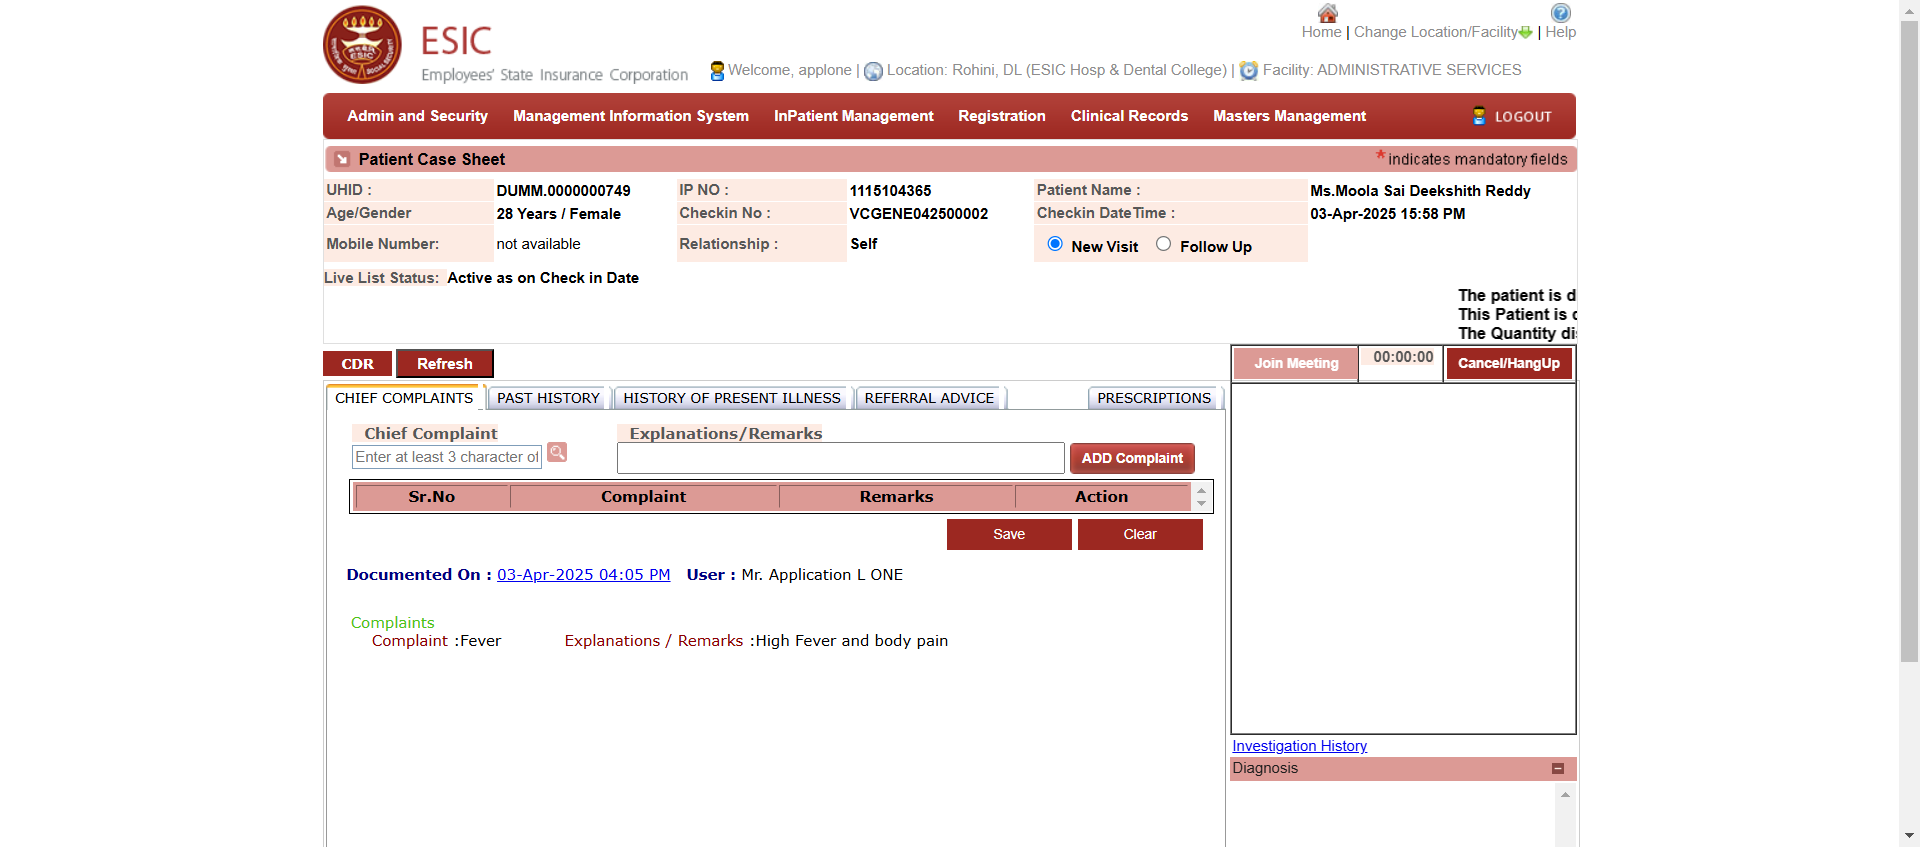 Home | Change Location/Facility | Help
ESIC
Employees' State Insurance Corporation
Welcome, applone | Location: Rohini, DL (ESIC Hosp & Dental College) | Facility: ADMINISTRATIVE SERVICES
Admin and Security Management Information System InPatient Management Registration Clinical Records Masters Management LOGOUT
Patient Case Sheet * indicates mandatory fields
UHID : DUMM.0000000749 IP NO : 1115104365 Patient Name : Ms.Moola Sai Deekshith Reddy
Age/Gender 28 Years / Female Checkin No : VCGENE042500002 Checkin DateTime : 03-Apr-2025 15:58 PM
Mobile Number: not available Relationship : Self New Visit Follow Up
Live List Status: Active as on Check in Date
The patient is d
This Patient is
The Quantity di
CDR Refresh Join Meeting 00:00:00 Cancel/HangUp
CHIEF COMPLAINTS PAST HISTORY HISTORY OF PRESENT ILLNESS REFERRAL ADVICE PRESCRIPTIONS
Chief Complaint Explanations/Remarks
Enter at least 3 character of ADD Complaint
Sr.No Complaint Remarks Action
Save Clear
Documented On : 03-Apr-2025 04:05 PM User : Mr. Application L ONE
Complaints
Complaint :Fever Explanations / Remarks :High Fever and body pain
Investigation History
Diagnosis